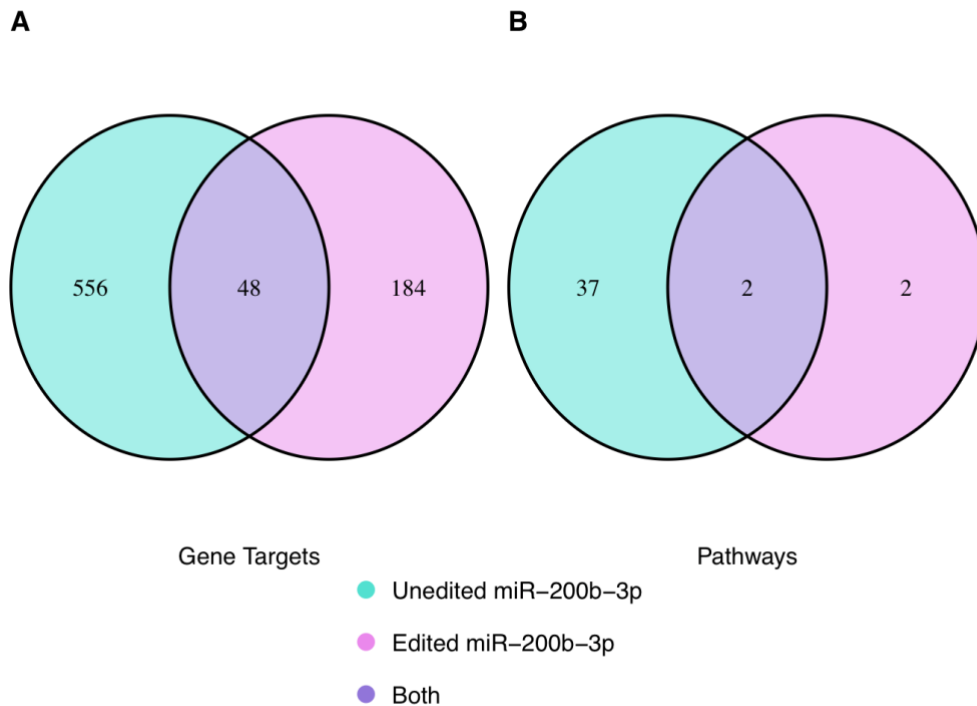 A
B
556
48
184
37
2
2
Gene Targets
Pathways
Unedited miR−200b−3p
Edited miR−200b−3p
Both